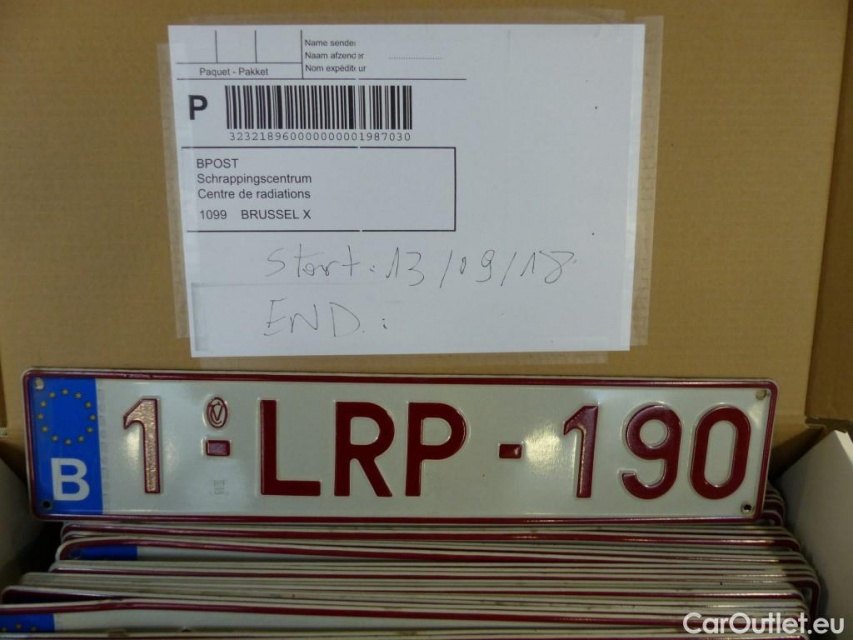 Name sender
Naam afzender
Nom expéditeur
Paquet - Pakket
P
323218960000000001987030
BPOST
Schrappingscentrum
Centre de radiations
1099 BRUSSEL X
Start: 13/09/18
END:
B 1-LRP-190
CarOutlet.eu